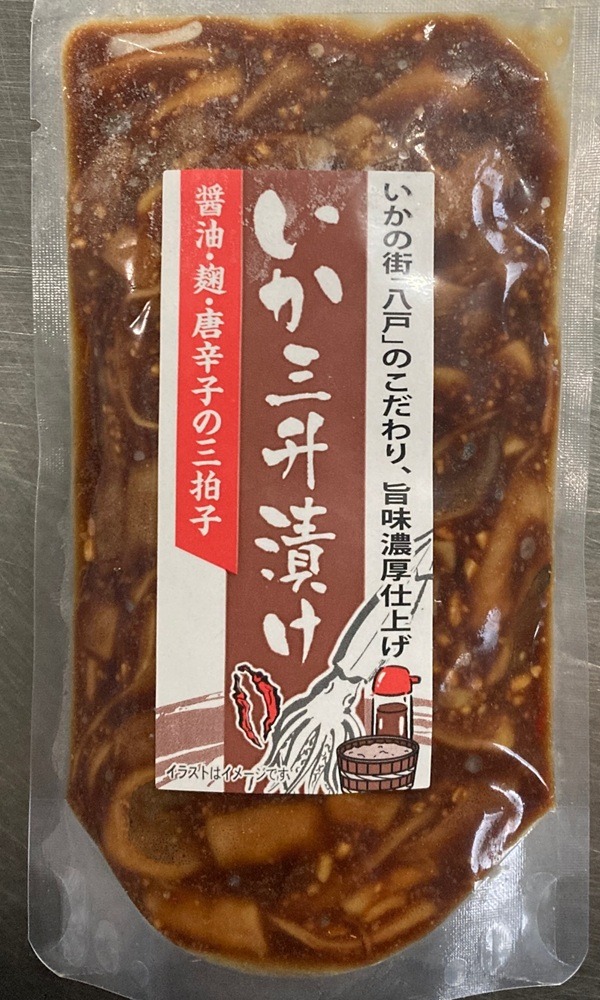 いかの街「八戸」のこだわり、旨味濃厚仕上げ
いか三升漬け
醤油・麹・唐辛子の三拍子
イラストはイメージです